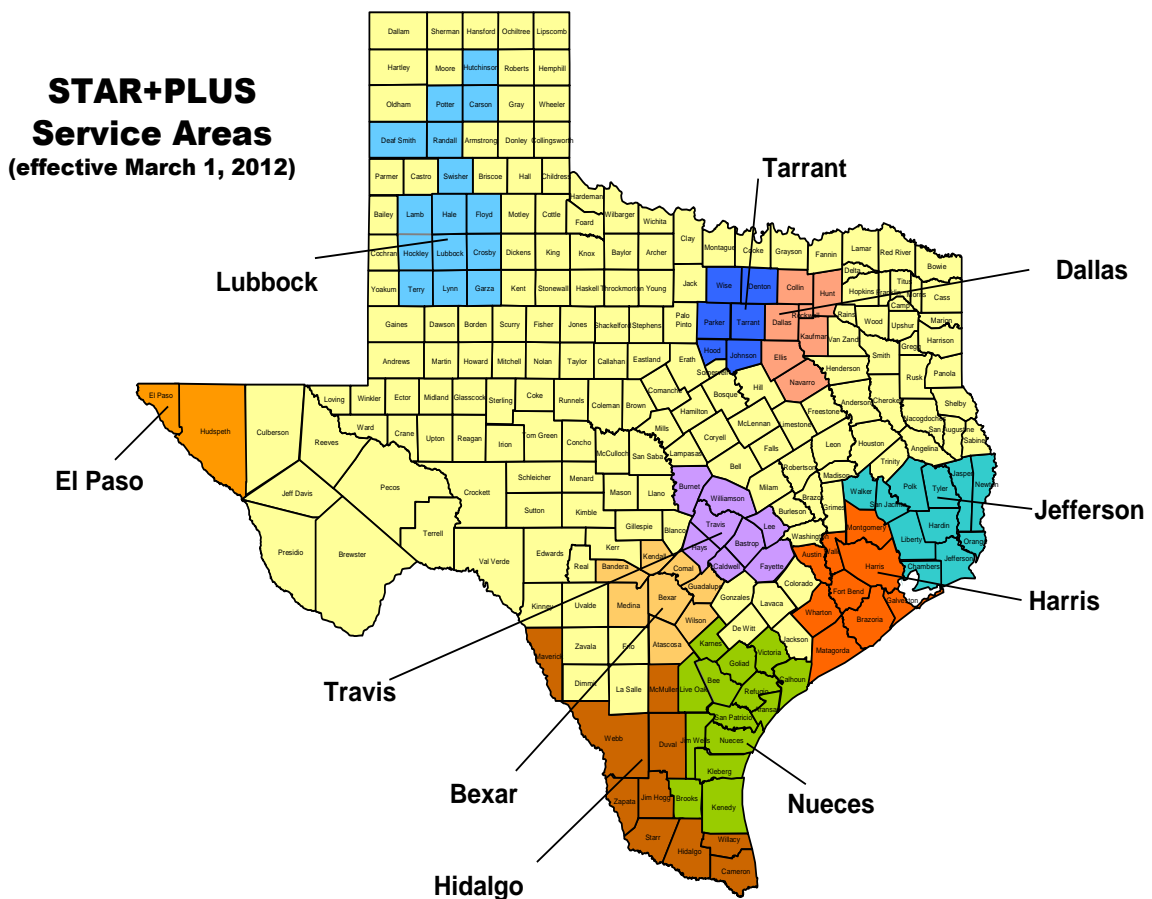 STAR+PLUS
Service Areas
(effective March 1, 2012)
Dallam Sherman Hansford Ochiltree Lipscomb
Hartley Moore Hutchinson Roberts Hemphill
Oldham Potter Carson Gray Wheeler
Deaf Smith Randall Armstrong Donley Collingsworth
Parmer Castro Swisher Briscoe Hall Childress
Hardeman
Bailey Lamb Hale Floyd Motley Cottle Foard Wilbarger Wichita
Cochran Hockley Lubbock Crosby Dickens King Knox Baylor Archer
Clay Montague Cooke Grayson Fannin Lamar Red River Bowie
Delta Titus
Yoakum Terry Lynn Garza Kent Stonewall Haskell Throckmorton Young
Jack Wise Denton Collin Hunt Hopkins Franklin Morris Cass
Camp Marion
Gaines Dawson Borden Scurry Fisher Jones Shackelford Stephens
Palo
Pinto
Parker Tarrant Dallas Rockwall Rains Wood Upshur
Kaufman Van Zand Gregg Harrison
Andrews Martin Howard Mitchell Nolan Taylor Callahan Eastland Erath
Hood Johnson Ellis Smith
Somervell Henderson Rusk Panola
Navarro
El Paso Hudspeth Culberson Reeves
Loving Winkler Ector Midland Glasscock Sterling Coke Runnels Coleman Brown Comanche Bosque Hill
Anderson Cherokee Shelby
Ward Crane Upton Reagan Irion Tom Green Concho
Hamilton Mills McLennan Limestone Freestone
Nacogdoches
San Augustine
Sabine
McCulloch San Saba Lampasas Coryell Falls Leon Houston Angelina
Bell Robertson Madison Trinity
Jeff Davis Pecos Crockett Schleicher Menard Mason Llano
Burnet Williamson Milam Brazos
Walker Polk Tyler Jasper Newton
San Jacinto
Presidio Brewster Terrell Sutton Kimble Gillespie Blanco
Travis Lee Burleson Grimes
Montgomery Liberty Hardin
Val Verde Edwards Kerr Hays Bastrop Washington
Orange
Real Bandera Kendall Comal Caldwell Fayette Austin Harris Chambers Jefferson
Kinney Uvalde Medina Bexar Guadalupe Gonzales Colorado
Fort Bend Galveston
Wilson Lavaca Wharton Brazoria
Maverick Zavala Frio Atascosa De Witt Jackson Matagorda
Karnes Victoria
Goliad
Dimmit La Salle McMullen Live Oak Bee Refugio Calhoun
Aransas
San Patricio
Webb Duval Jim Wells Nueces
Kleberg
Zapata Jim Hogg Brooks Kenedy
Starr Hidalgo Willacy
Cameron
Tarrant
Dallas
Lubbock
El Paso
Jefferson
Harris
Travis
Bexar
Nueces
Hidalgo